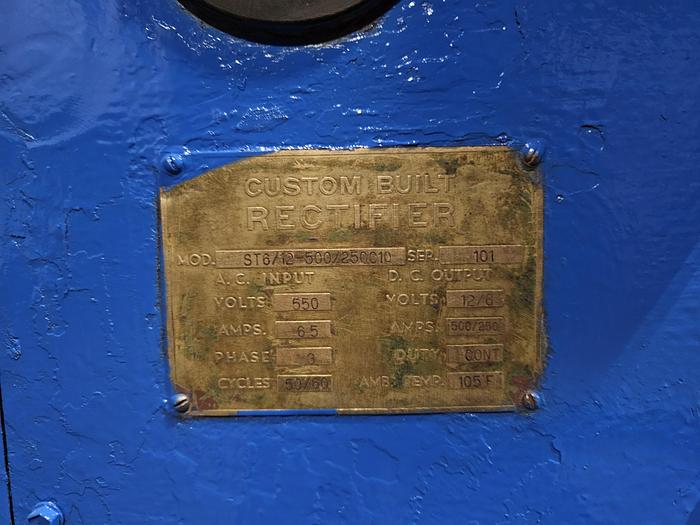 CUSTOM BUILT
RECTIFIER
MOD. ST6/12-500/250C10 SER. 101
A.C. INPUT D.C. OUTPUT
VOLTS 550 VOLTS 12/6
AMPS. 6.5 AMPS. 500/250
PHASE 3 DUTY CONT
CYCLES 50/60 AMB. TEMP. 105 F